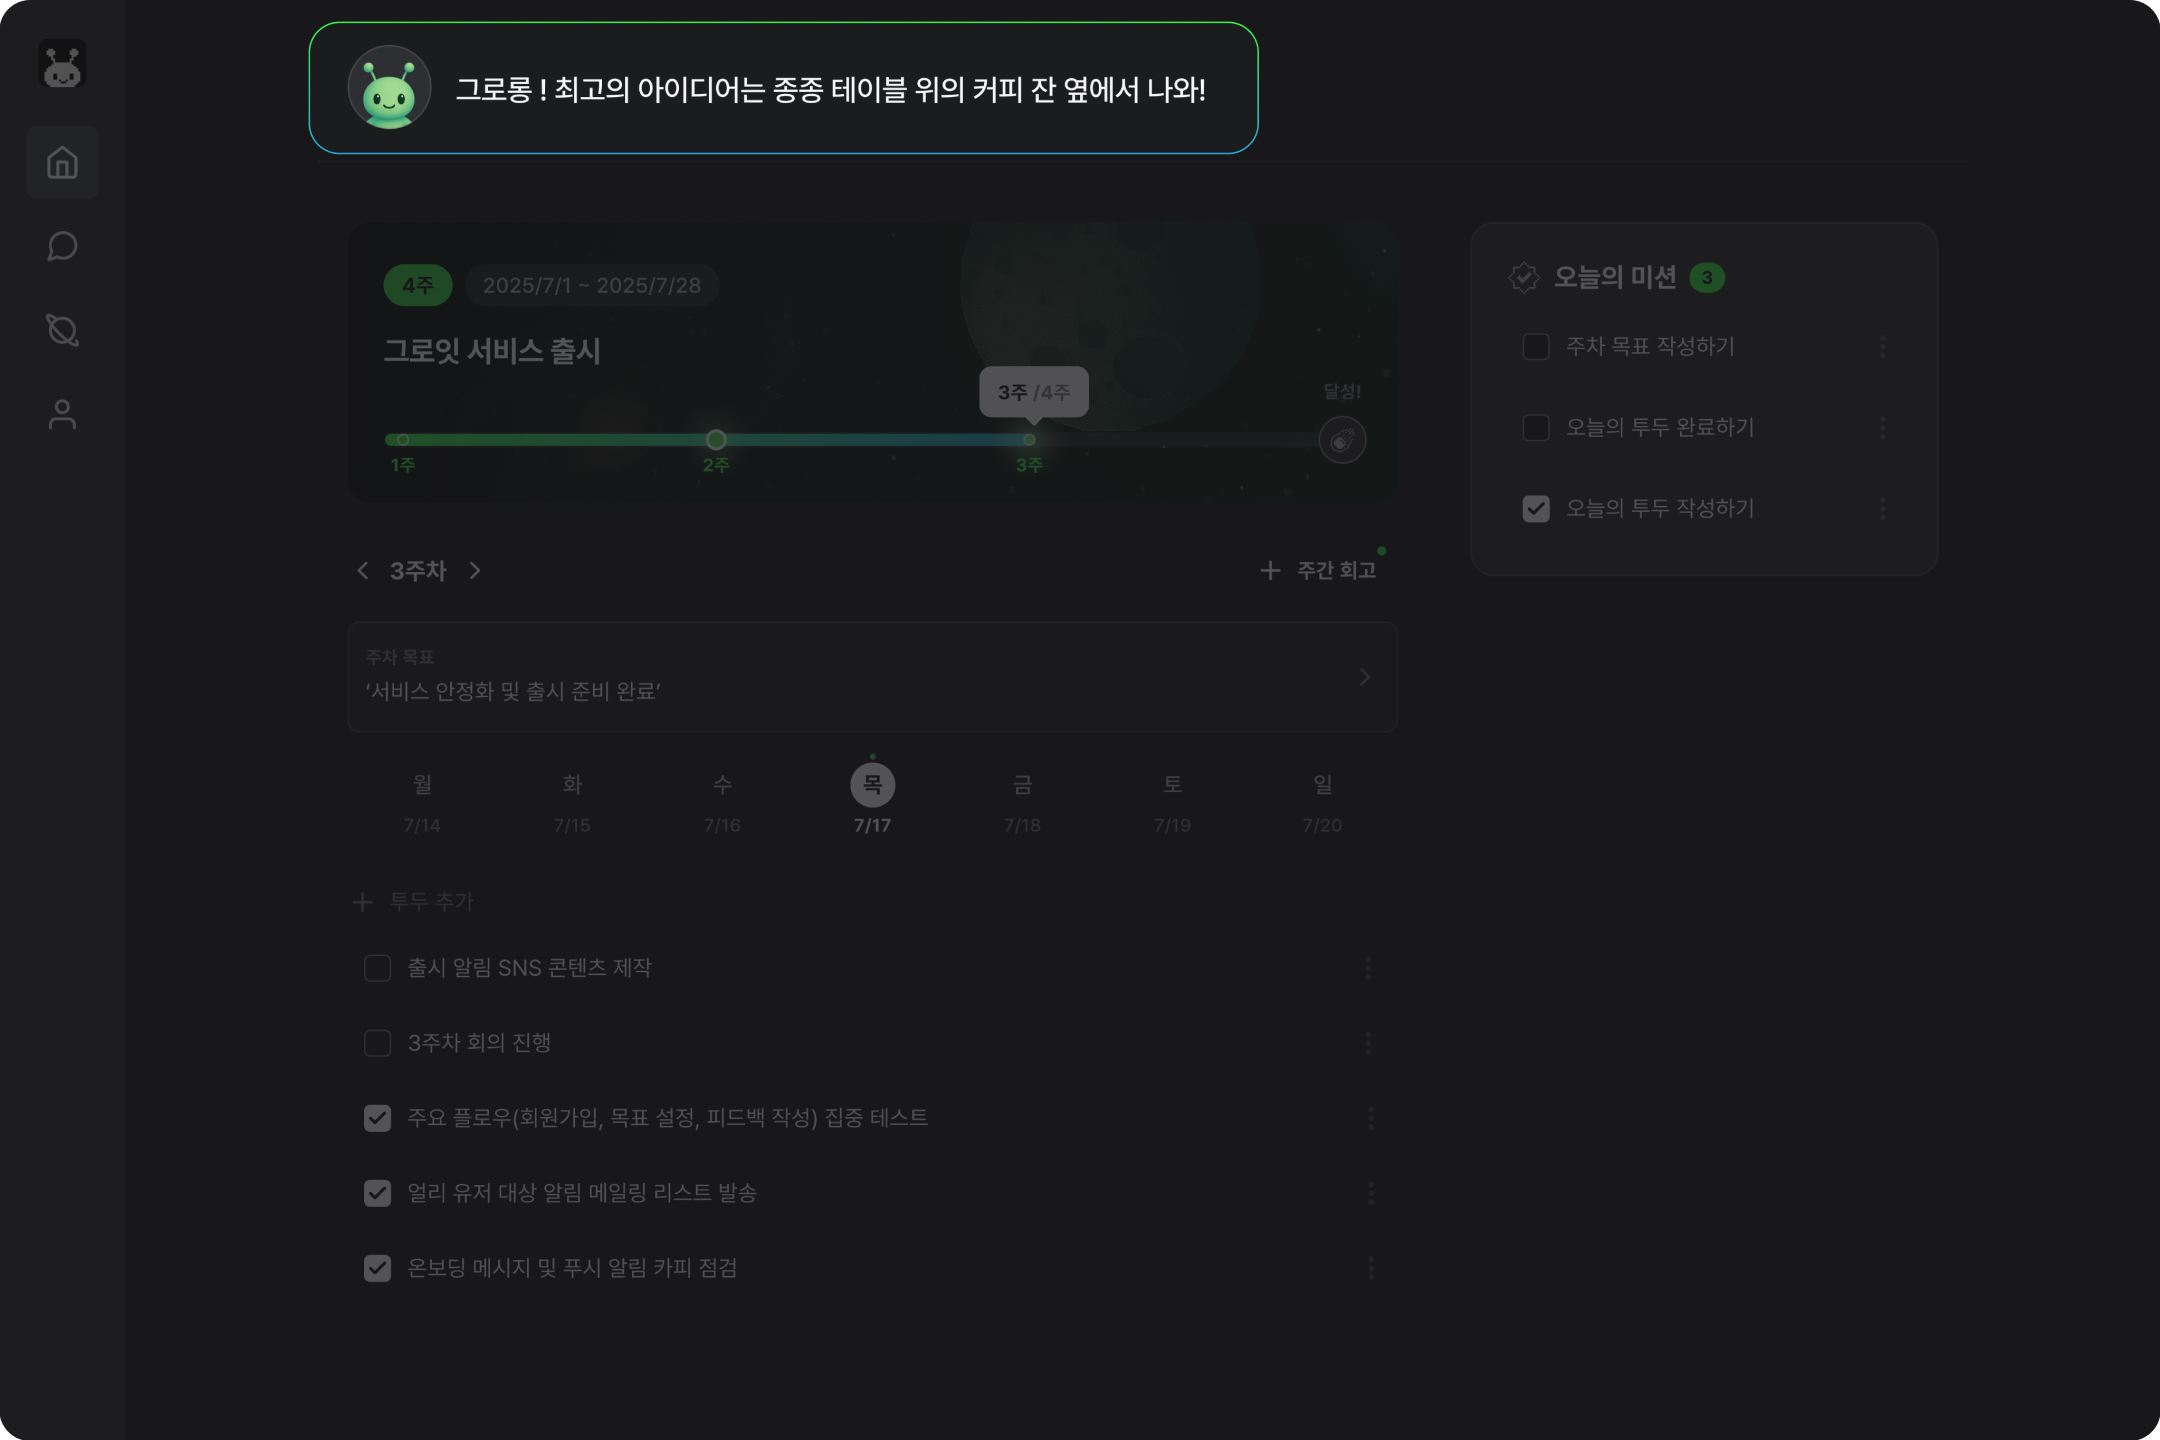 그로롱 ! 최고의 아이디어는 종종 테이블 위의 커피 잔 옆에서 나와!
4주 2025/7/1 ~ 2025/7/28
그로잇 서비스 출시
3주 /4주
달성!
1주 2주 3주
3주차
주간 회고
주차 목표
‘서비스 안정화 및 출시 준비 완료’
월 화 수 목 금 토 일
7/14 7/15 7/16 7/17 7/18 7/19 7/20
투두 추가
출시 알림 SNS 콘텐츠 제작
3주차 회의 진행
주요 플로우(회원가입, 목표 설정, 피드백 작성) 집중 테스트
얼리 유저 대상 알림 메일링 리스트 발송
온보딩 메시지 및 푸시 알림 카피 점검
오늘의 미션 3
주차 목표 작성하기
오늘의 투두 완료하기
오늘의 투두 작성하기